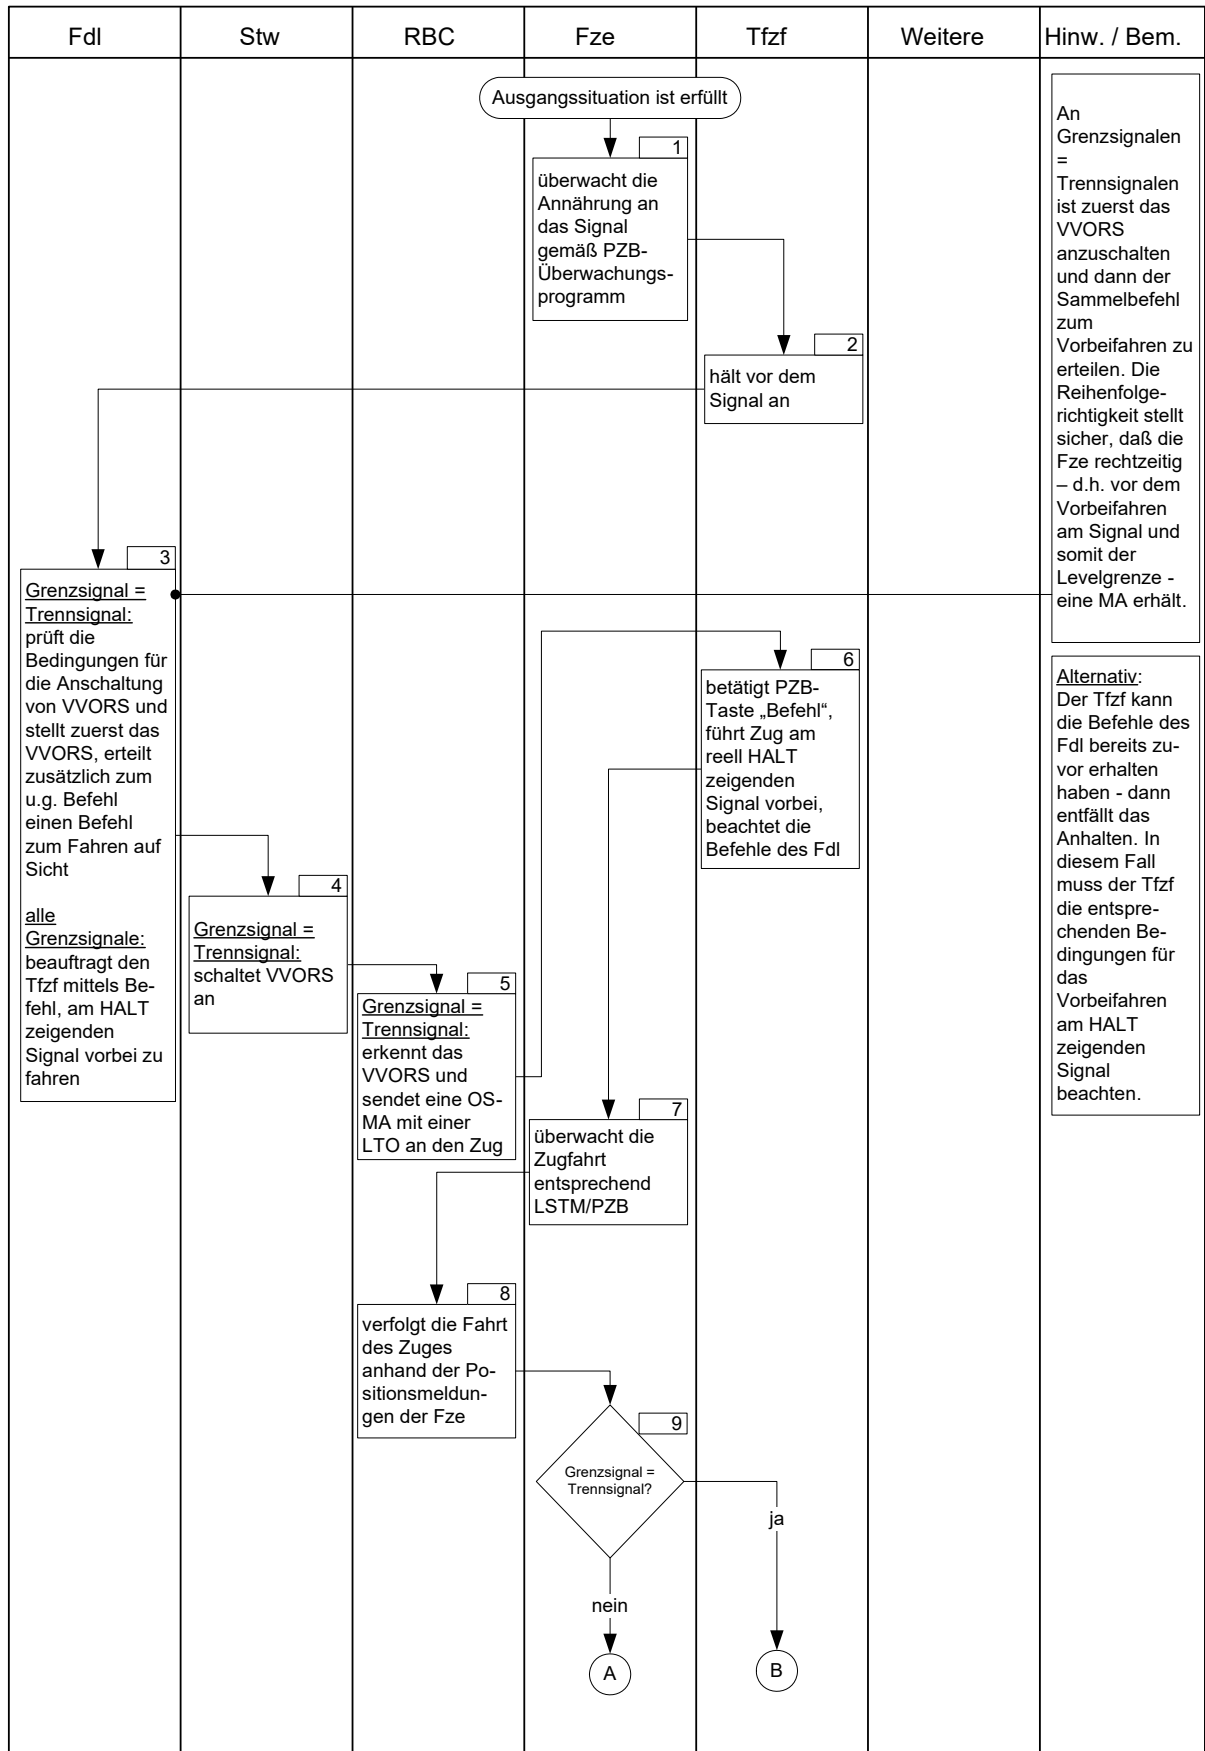 Fdl
Stw
RBC
Fze
Tfzf
Weitere
Hinw. / Bem.
Ausgangssituation ist erfüllt
1
überwacht die
Annährung an
das Signal
gemäß PZB-
Überwachungs-
programm
2
hält vor dem
Signal an
3
Grenzsignal =
Trennsignal:
prüft die
Bedingungen für
die Anschaltung
von VVORS und
stellt zuerst das
VVORS, erteilt
zusätzlich zum
u.g. Befehl
einen Befehl
zum Fahren auf
Sicht
alle
Grenzsignale:
beauftragt den
Tfzf mittels Be-
fehl, am HALT
zeigenden
Signal vorbei zu
fahren
4
Grenzsignal =
Trennsignal:
schaltet VVORS
an
5
Grenzsignal =
Trennsignal:
erkennt das
VVORS und
sendet eine OS-
MA mit einer
LTO an den Zug
6
betätigt PZB-
Taste „Befehl“,
führt Zug am
reell HALT
zeigenden
Signal vorbei,
beachtet die
Befehle des Fdl
7
überwacht die
Zugfahrt
entsprechend
LSTM/PZB
8
verfolgt die Fahrt
des Zuges
anhand der Po-
sitionsmeldun-
gen der Fze
9
Grenzsignal =
Trennsignal?
ja
nein
A
B
An
Grenzsignalen
=
Trennsignalen
ist zuerst das
VVORS
anzuschalten
und dann der
Sammelbefehl
zum
Vorbeifahren zu
erteilen. Die
Reihenfolge-
richtigkeit stellt
sicher, daß die
Fze rechtzeitig
– d.h. vor dem
Vorbeifahren
am Signal und
somit der
Levelgrenze -
eine MA erhält.
Alternativ:
Der Tfzf kann
die Befehle des
Fdl bereits zu-
vor erhalten
haben - dann
entfällt das
Anhalten. In
diesem Fall
muss der Tfzf
die entspre-
chenden Be-
dingungen für
das
Vorbeifahren
am HALT
zeigenden
Signal
beachten.